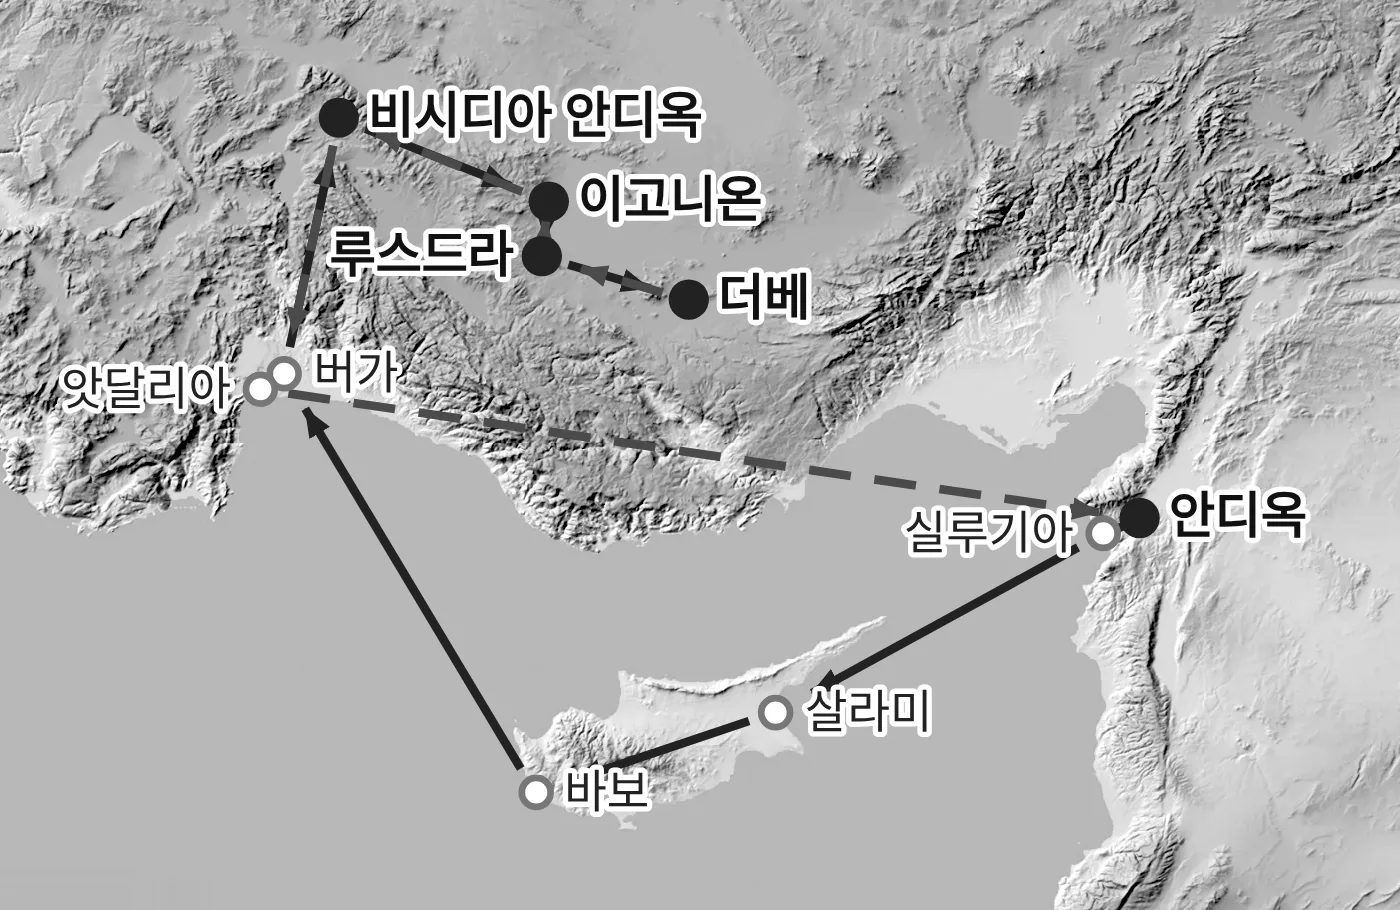 비시디아 안디옥
이고니온
루스드라
더베
앗달리아
버가
안디옥
실루기아
살라미
바보